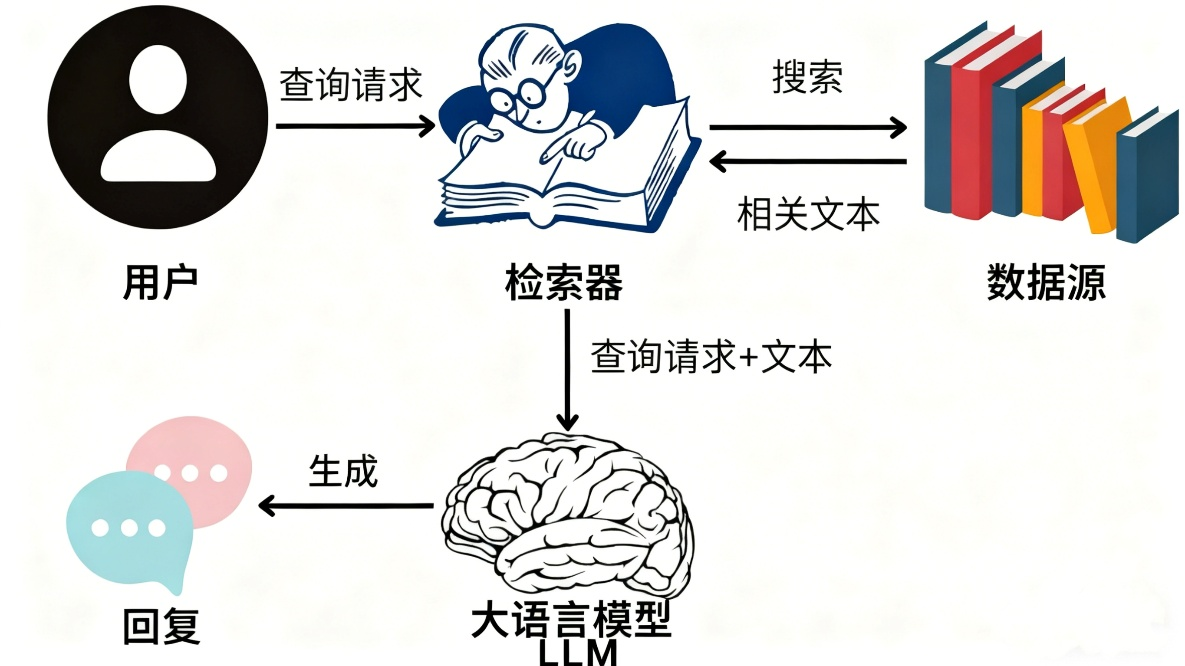 查询请求
搜索
相关文本
用户
检索器
数据源
查询请求+文本
生成
回复
大语言模型
LLM